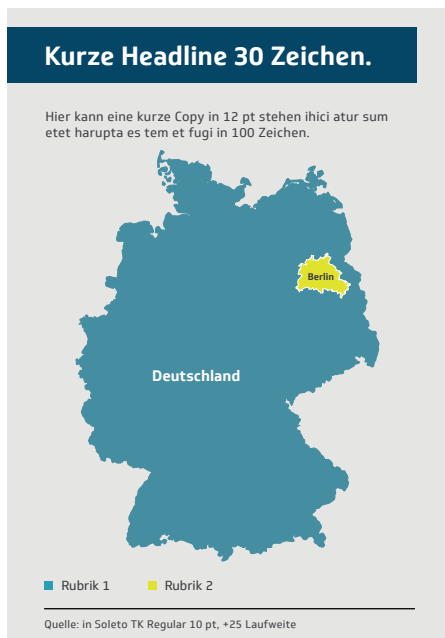 Kurze Headline 30 Zeichen.
Hier kann eine kurze Copy in 12 pt stehen ihici atur sum
etet harupta es tem et fugi in 100 Zeichen.
Berlin
Deutschland
Rubrik 1 Rubrik 2
Quelle: in Soleto TK Regular 10 pt, +25 Laufweite